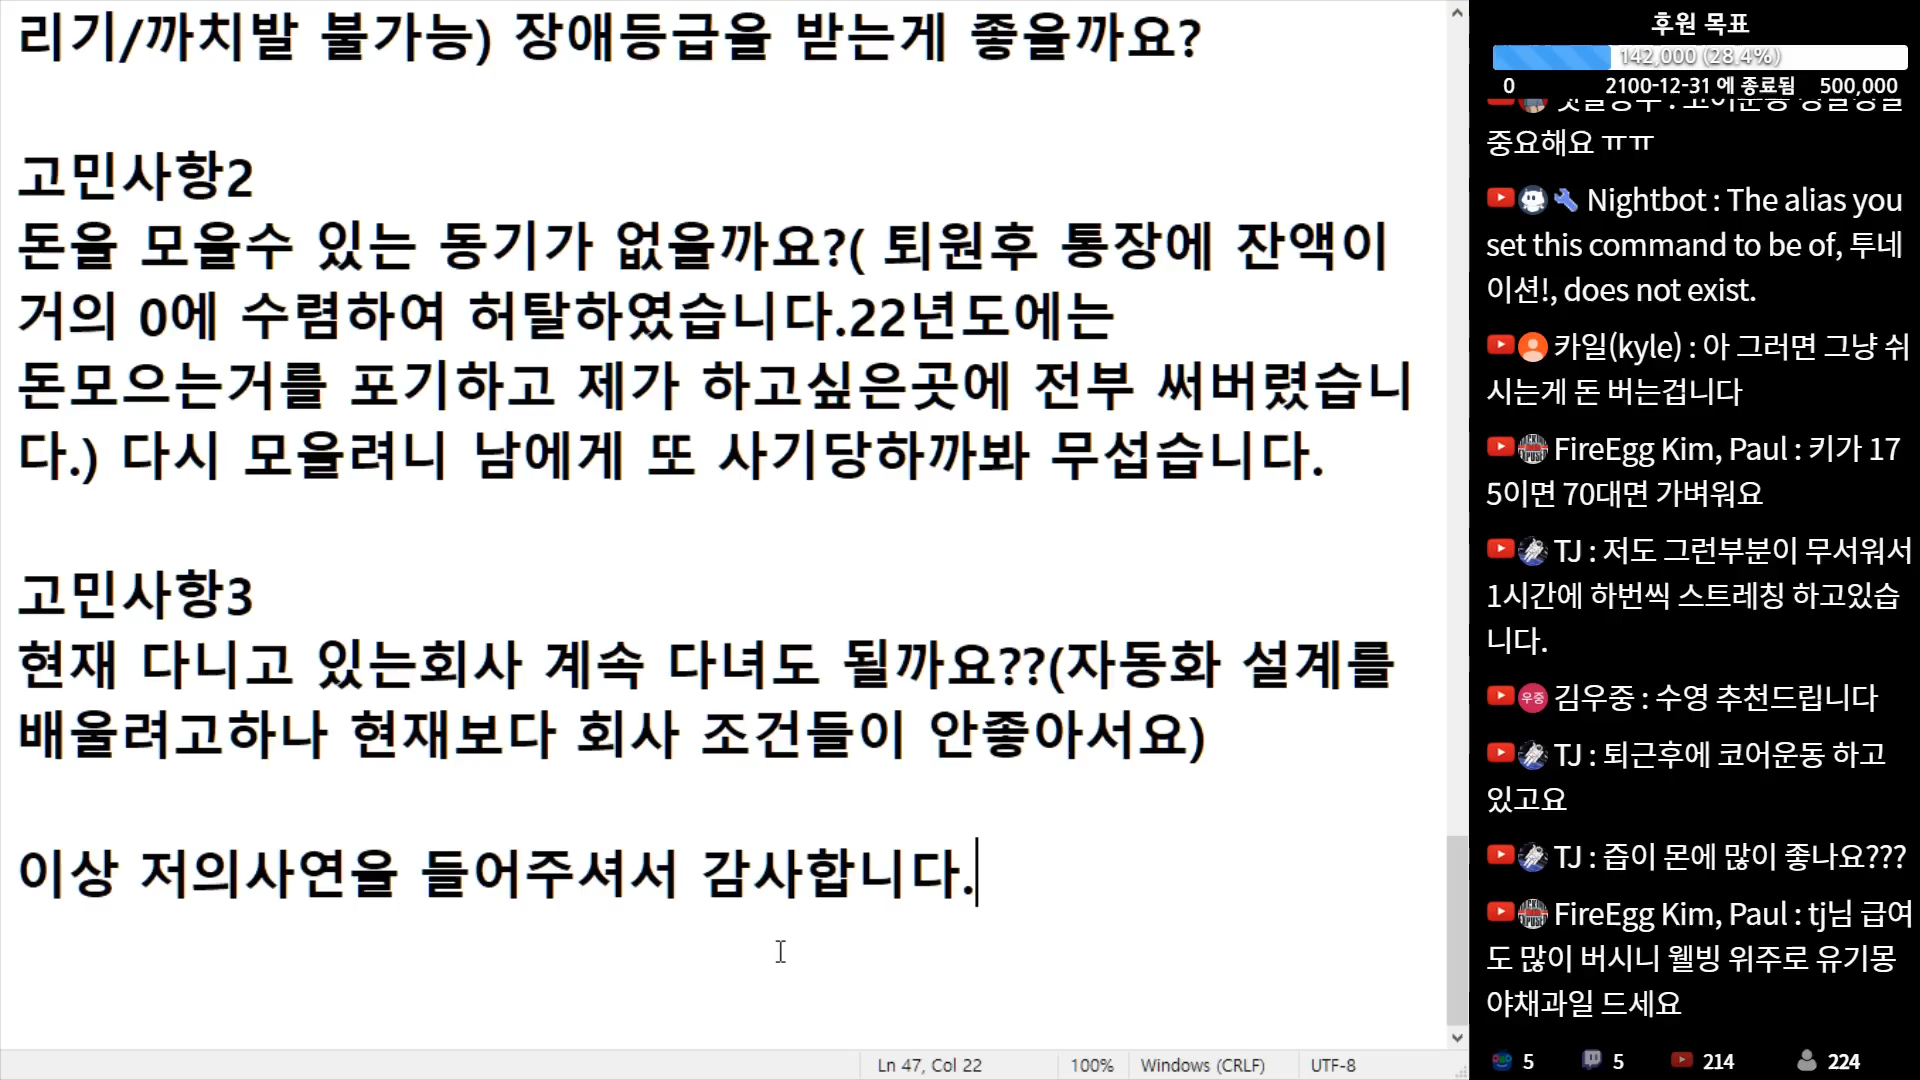 리기/까치발 불가능) 장애등급을 받는게 좋을까요?
고민사항2
돈을 모을수 있는 동기가 없을까요?( 퇴원후 통장에 잔액이
거의 0에 수렴하여 허탈하였습니다.22년도에는
돈모으는거를 포기하고 제가 하고싶은곳에 전부 써버렸습니
다.) 다시 모을려니 남에게 또 사기당하까봐 무섭습니다.
고민사항3
현재 다니고 있는회사 계속 다녀도 될까요??(자동화 설계를
배울려고하나 현재보다 회사 조건들이 안좋아서요)
이상 저의사연을 들어주셔서 감사합니다.
Ln 47, Col 22
100%
Windows (CRLF)
UTF-8
후원 목표
142,000 (28.4%)
0
2100-12-31 에 종료됨
500,000
중요해요 ㅠㅠ
Nightbot : The alias you
set this command to be of, 투네
이션!, does not exist.
카일(kyle) : 아 그러면 그냥 쉬
시는게 돈 버는겁니다
FireEgg Kim, Paul : 키가 17
5이면 70대면 가벼워요
TJ : 저도 그런부분이 무서워서
1시간에 하번씩 스트레칭 하고있습
니다.
우중
김우중 : 수영 추천드립니다
TJ : 퇴근후에 코어운동 하고
있고요
TJ : 즙이 몬에 많이 좋나요???
FireEgg Kim, Paul : tj님 급여
도 많이 버시니 웰빙 위주로 유기몽
야채과일 드세요
5
5
214
224